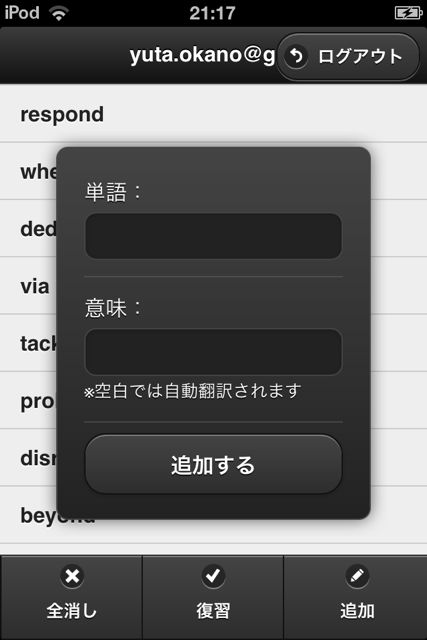 iPod 21:17
yuta.okano@g
ログアウト
respond
単語：
via
意味：
※空白では自動翻訳されます
追加する
beyond
全消し
復習
追加